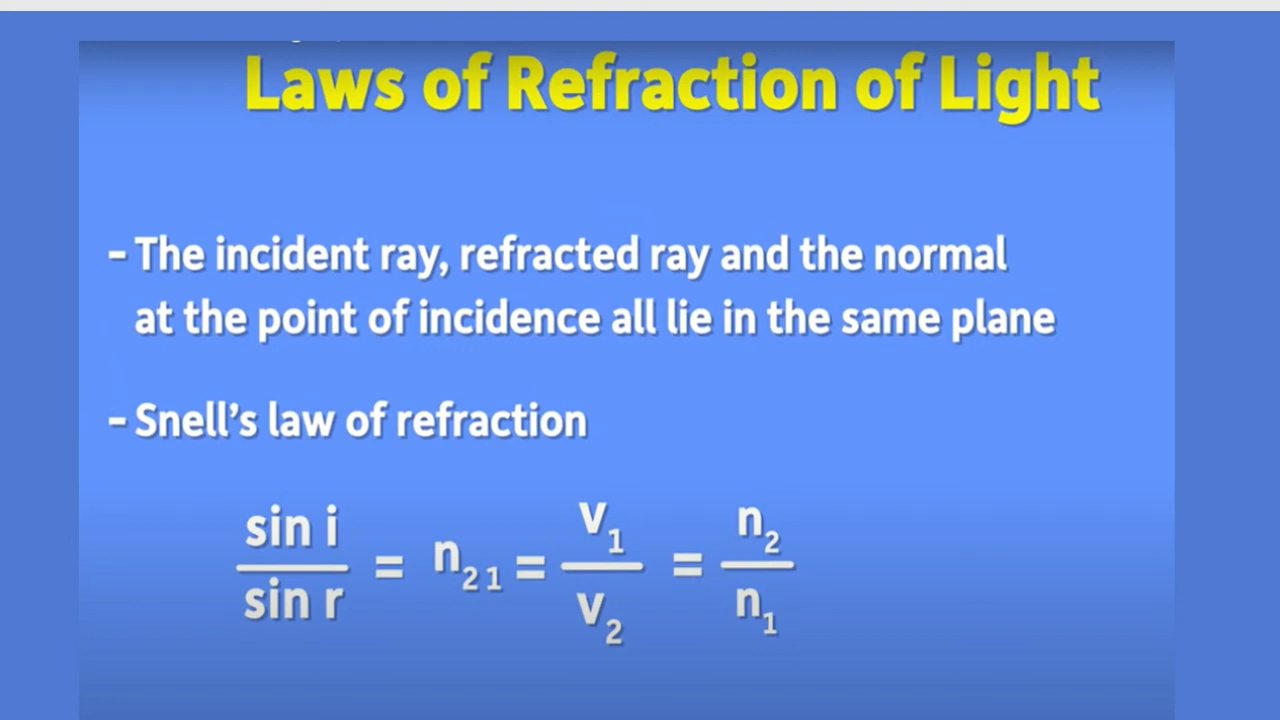 Laws of Refraction of Light
- The incident ray, refracted ray and the normal
at the point of incidence all lie in the same plane
- Snell's law of refraction
sin i / sin r = n₂₁ = v₁ / v₂ = n₂ / n₁